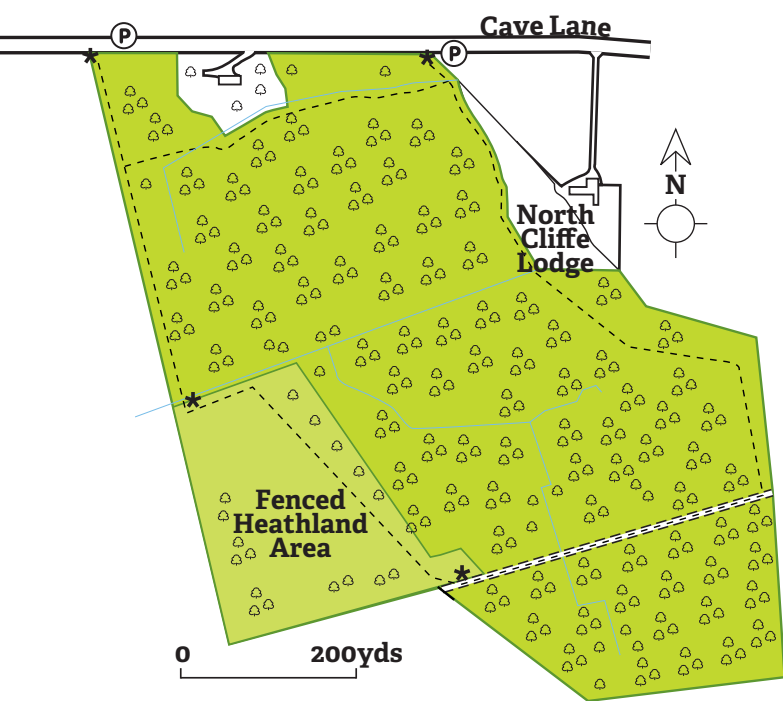 Cave Lane
P
P
N
North
Cliffe
Lodge
Fenced
Heathland
Area
0
200yds